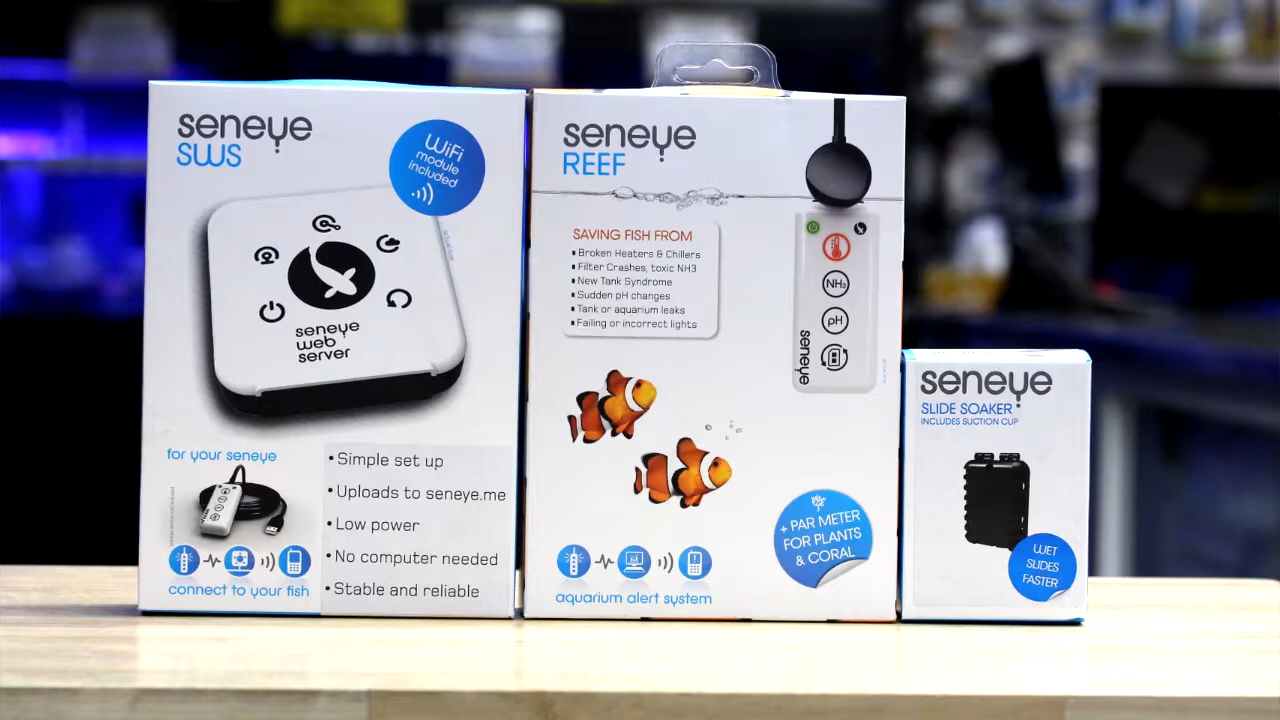 seneye
SWS
WiFi
module
included
seneye
web
server
for your seneye
connect to your fish
• Simple set up
• Uploads to seneye.me
• Low power
• No computer needed
• Stable and reliable
seneye
REEF
SAVING FISH FROM
▪ Broken Heaters & Chillers
▪ Filter Crashes, toxic NH3
▪ New Tank Syndrome
▪ Sudden pH changes
▪ Tank or aquarium leaks
▪ Failing or incorrect lights
NH₃
pH
seneye
+ PAR METER
FOR PLANTS
& CORAL
aquarium alert system
seneye
SLIDE SOAKER
INCLUDES SUCTION CUP
WET
SLIDES
FASTER